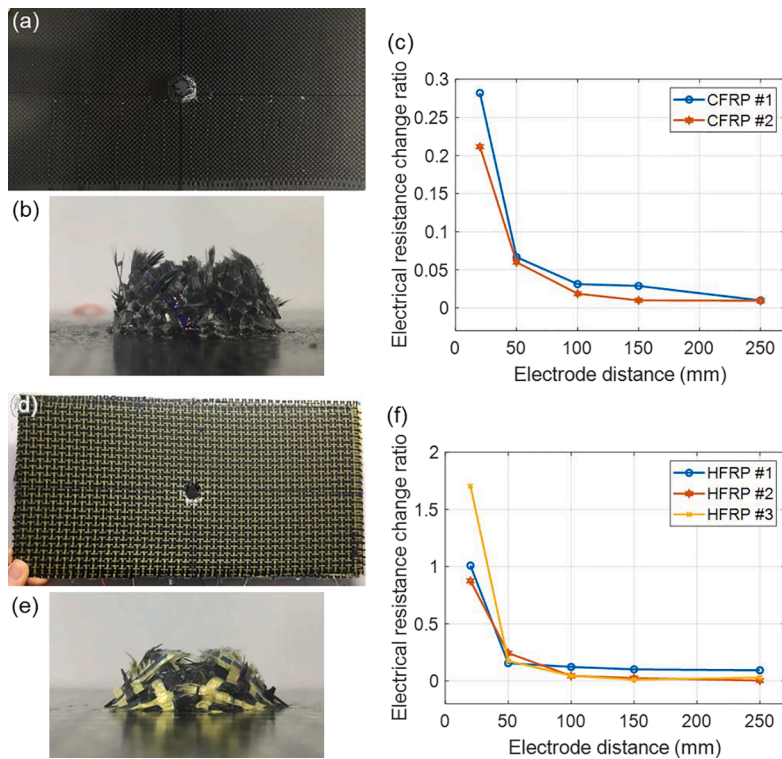 (a)
(b)
(c)
0.3
0.25
0.2
0.15
0.1
0.05
0
0 50 100 150 200 250
Electrical resistance change ratio
Electrode distance (mm)
CFRP #1
CFRP #2
(d)
(e)
(f)
2
1.5
1
0.5
0
0 50 100 150 200 250
Electrical resistance change ratio
Electrode distance (mm)
HFRP #1
HFRP #2
HFRP #3